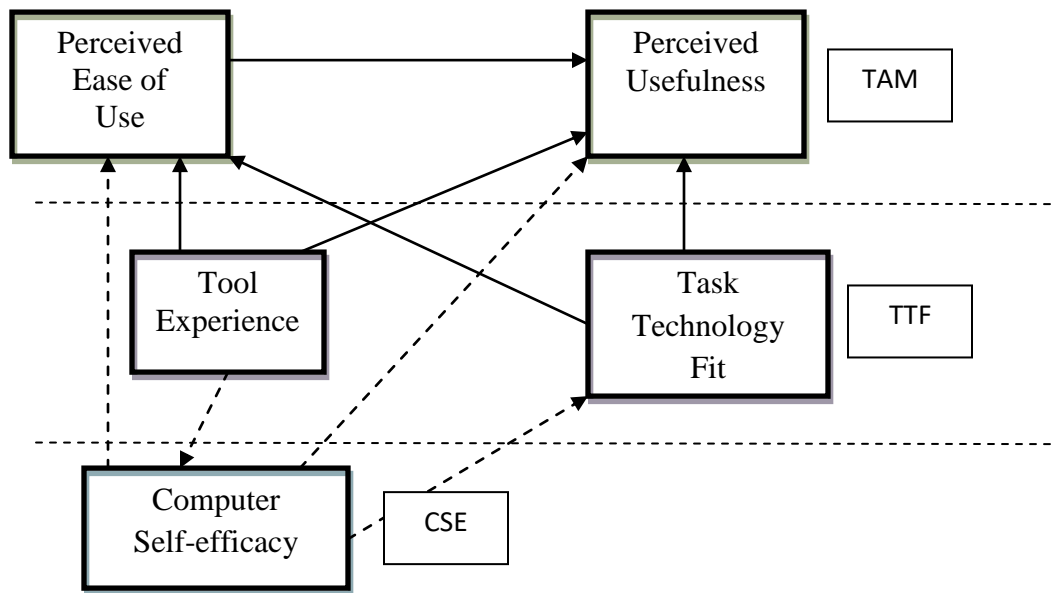 Perceived
Ease of
Use
Perceived
Usefulness
TAM
Tool
Experience
Task
Technology
Fit
TTF
Computer
Self-efficacy
CSE